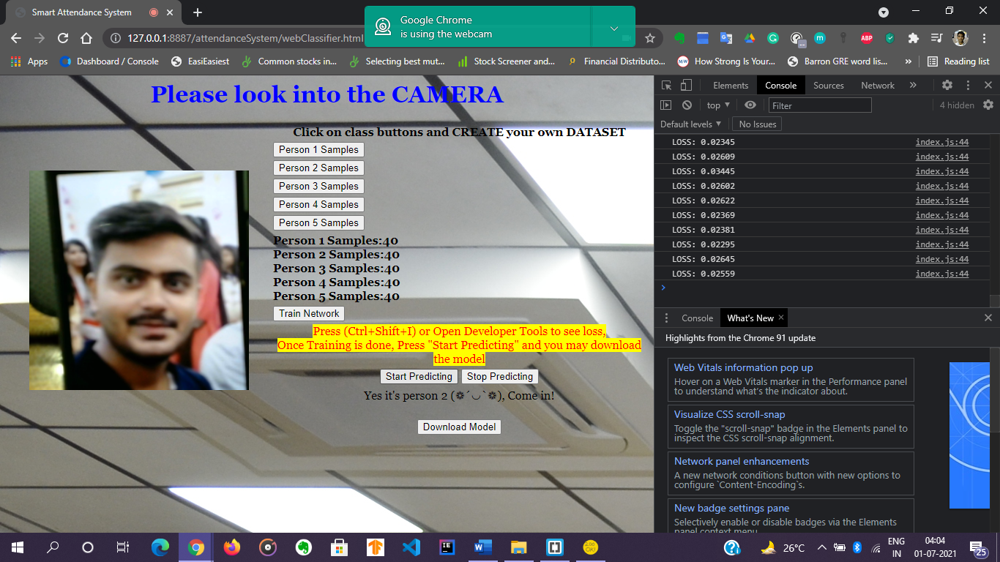 Smart Attendance System
Google Chrome
is using the webcam
127.0.0.1:8887/attendanceSystem/webClassifier.html
ABP
Apps
Dashboard / Console
EasiEasiest
Common stocks in...
Selecting best mut...
Stock Screener and...
Financial Distributo...
How Strong Is Your...
Barron GRE word lis...
»
Reading list
Please look into the CAMERA
Click on class buttons and CREATE your own DATASET
Person 1 Samples
Person 2 Samples
Person 3 Samples
Person 4 Samples
Person 5 Samples
Person 1 Samples:40
Person 2 Samples:40
Person 3 Samples:40
Person 4 Samples:40
Person 5 Samples:40
Train Network
Press (Ctrl+Shift+I) or Open Developer Tools to see loss,
Once Training is done, Press "Start Predicting" and you may download
the model
Start Predicting Stop Predicting
Yes it's person 2 (❁´◡`❁), Come in!
Download Model
Elements Console Sources Network »
top Filter 4 hidden
Default levels No Issues
LOSS: 0.02345 index.js:44
LOSS: 0.02609 index.js:44
LOSS: 0.03445 index.js:44
LOSS: 0.02602 index.js:44
LOSS: 0.02622 index.js:44
LOSS: 0.02369 index.js:44
LOSS: 0.02381 index.js:44
LOSS: 0.02295 index.js:44
LOSS: 0.02645 index.js:44
LOSS: 0.02559 index.js:44
Console What's New
Highlights from the Chrome 91 update
Web Vitals information pop up
Hover on a Web Vitals marker in the Performance panel
to understand what's the indicator about.
Visualize CSS scroll-snap
Toggle the "scroll-snap" badge in the Elements panel to
inspect the CSS scroll-snap alignment.
Network panel enhancements
A new network conditions button with new options to
configure `Content-Encoding`s.
New badge settings pane
Selectively enable or disable badges via the Elements
panel context menu.
26°C
ENG
IN
04:04
01-07-2021
25